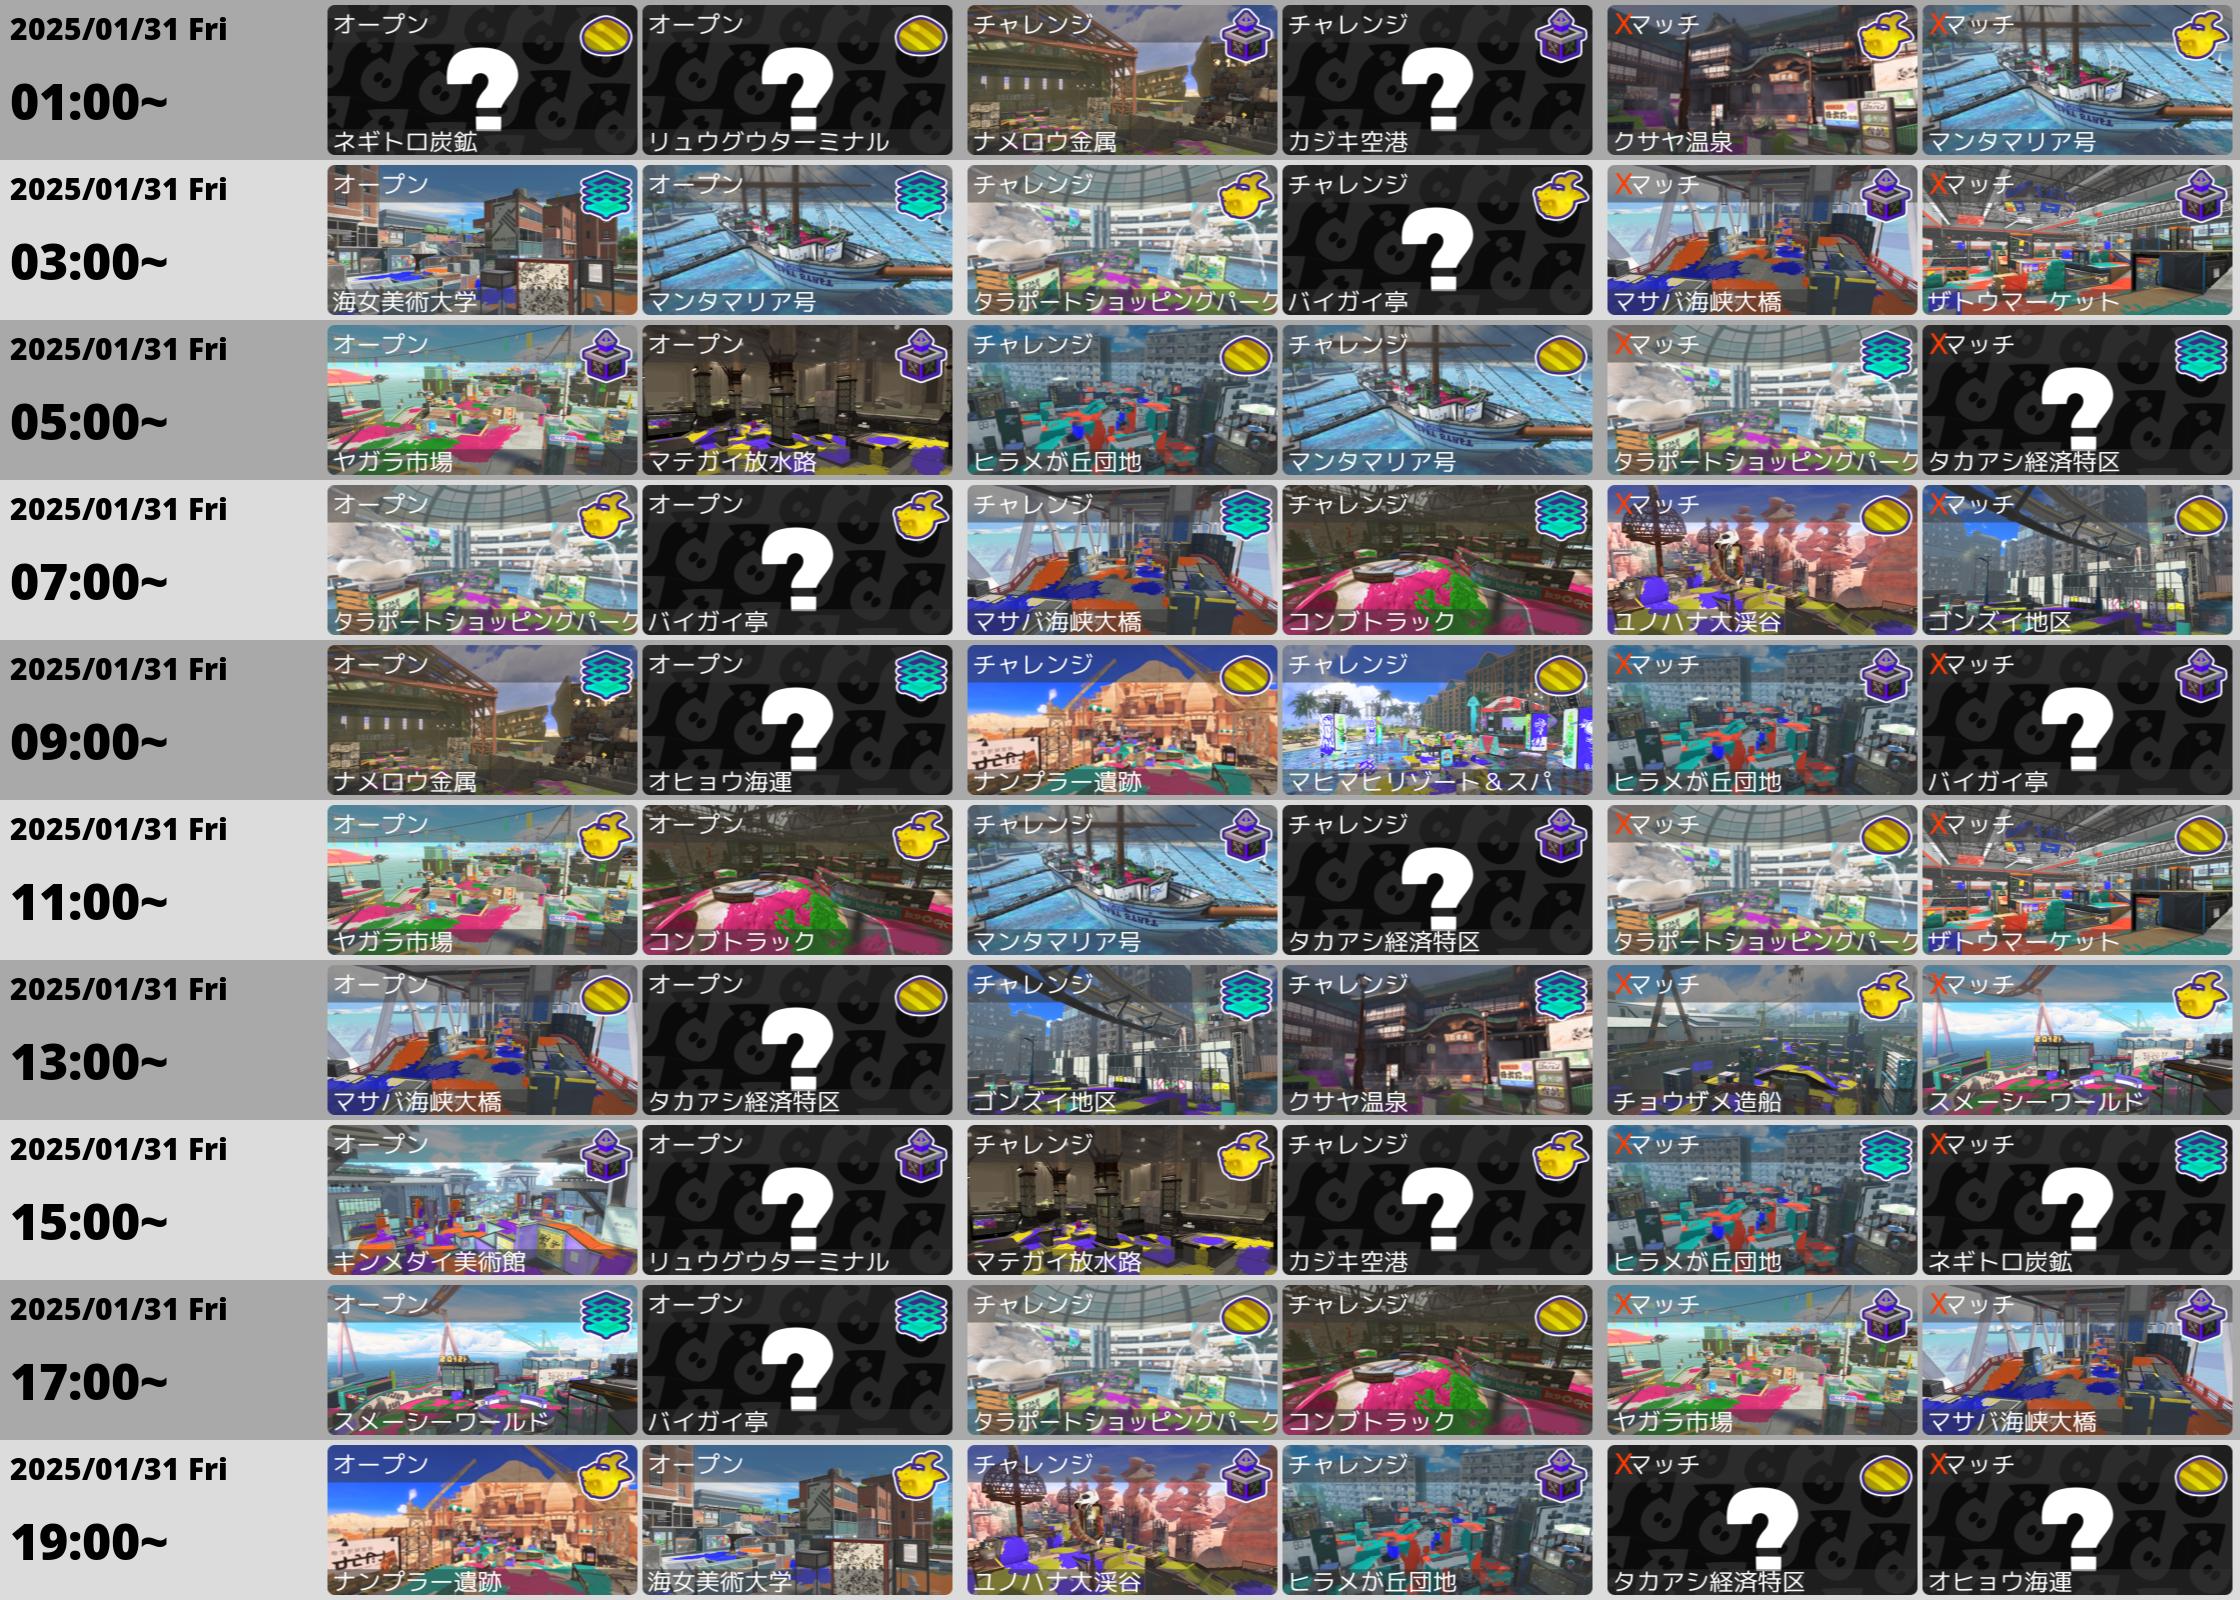 2025/01/31 Fri
01:00~
オープン
ネギトロ炭鉱
オープン
リュウグウターミナル
チャレンジ
ナメロウ金属
チャレンジ
カジキ空港
Xマッチ
クサヤ温泉
Xマッチ
マンタマリア号
2025/01/31 Fri
03:00~
オープン
海女美術大学
オープン
マンタマリア号
チャレンジ
タラポートショッピングパーク
チャレンジ
バイガイ亭
Xマッチ
マサバ海峡大橋
Xマッチ
ザトウマーケット
2025/01/31 Fri
05:00~
オープン
ヤガラ市場
オープン
マテガイ放水路
チャレンジ
ヒラメが丘団地
チャレンジ
マンタマリア号
Xマッチ
タラポートショッピングパーク
Xマッチ
タカアシ経済特区
2025/01/31 Fri
07:00~
オープン
タラポートショッピングパーク
オープン
バイガイ亭
チャレンジ
マサバ海峡大橋
チャレンジ
コンブトラック
Xマッチ
ユノハナ大渓谷
Xマッチ
ゴンズイ地区
2025/01/31 Fri
09:00~
オープン
ナメロウ金属
オープン
オヒョウ海運
チャレンジ
ナンプラー遺跡
チャレンジ
マヒマヒリゾート＆スパ
Xマッチ
ヒラメが丘団地
Xマッチ
バイガイ亭
2025/01/31 Fri
11:00~
オープン
ヤガラ市場
オープン
コンブトラック
チャレンジ
マンタマリア号
チャレンジ
タカアシ経済特区
Xマッチ
タラポートショッピングパーク
Xマッチ
ザトウマーケット
2025/01/31 Fri
13:00~
オープン
マサバ海峡大橋
オープン
タカアシ経済特区
チャレンジ
ゴンズイ地区
チャレンジ
クサヤ温泉
Xマッチ
チョウザメ造船
Xマッチ
スメーシーワールド
2025/01/31 Fri
15:00~
オープン
キンメダイ美術館
オープン
リュウグウターミナル
チャレンジ
マテガイ放水路
チャレンジ
カジキ空港
Xマッチ
ヒラメが丘団地
Xマッチ
ネギトロ炭鉱
2025/01/31 Fri
17:00~
オープン
スメーシーワールド
オープン
バイガイ亭
チャレンジ
タラポートショッピングパーク
チャレンジ
コンブトラック
Xマッチ
ヤガラ市場
Xマッチ
マサバ海峡大橋
2025/01/31 Fri
19:00~
オープン
ナンプラー遺跡
オープン
海女美術大学
チャレンジ
ユノハナ大渓谷
チャレンジ
ヒラメが丘団地
Xマッチ
タカアシ経済特区
Xマッチ
オヒョウ海運